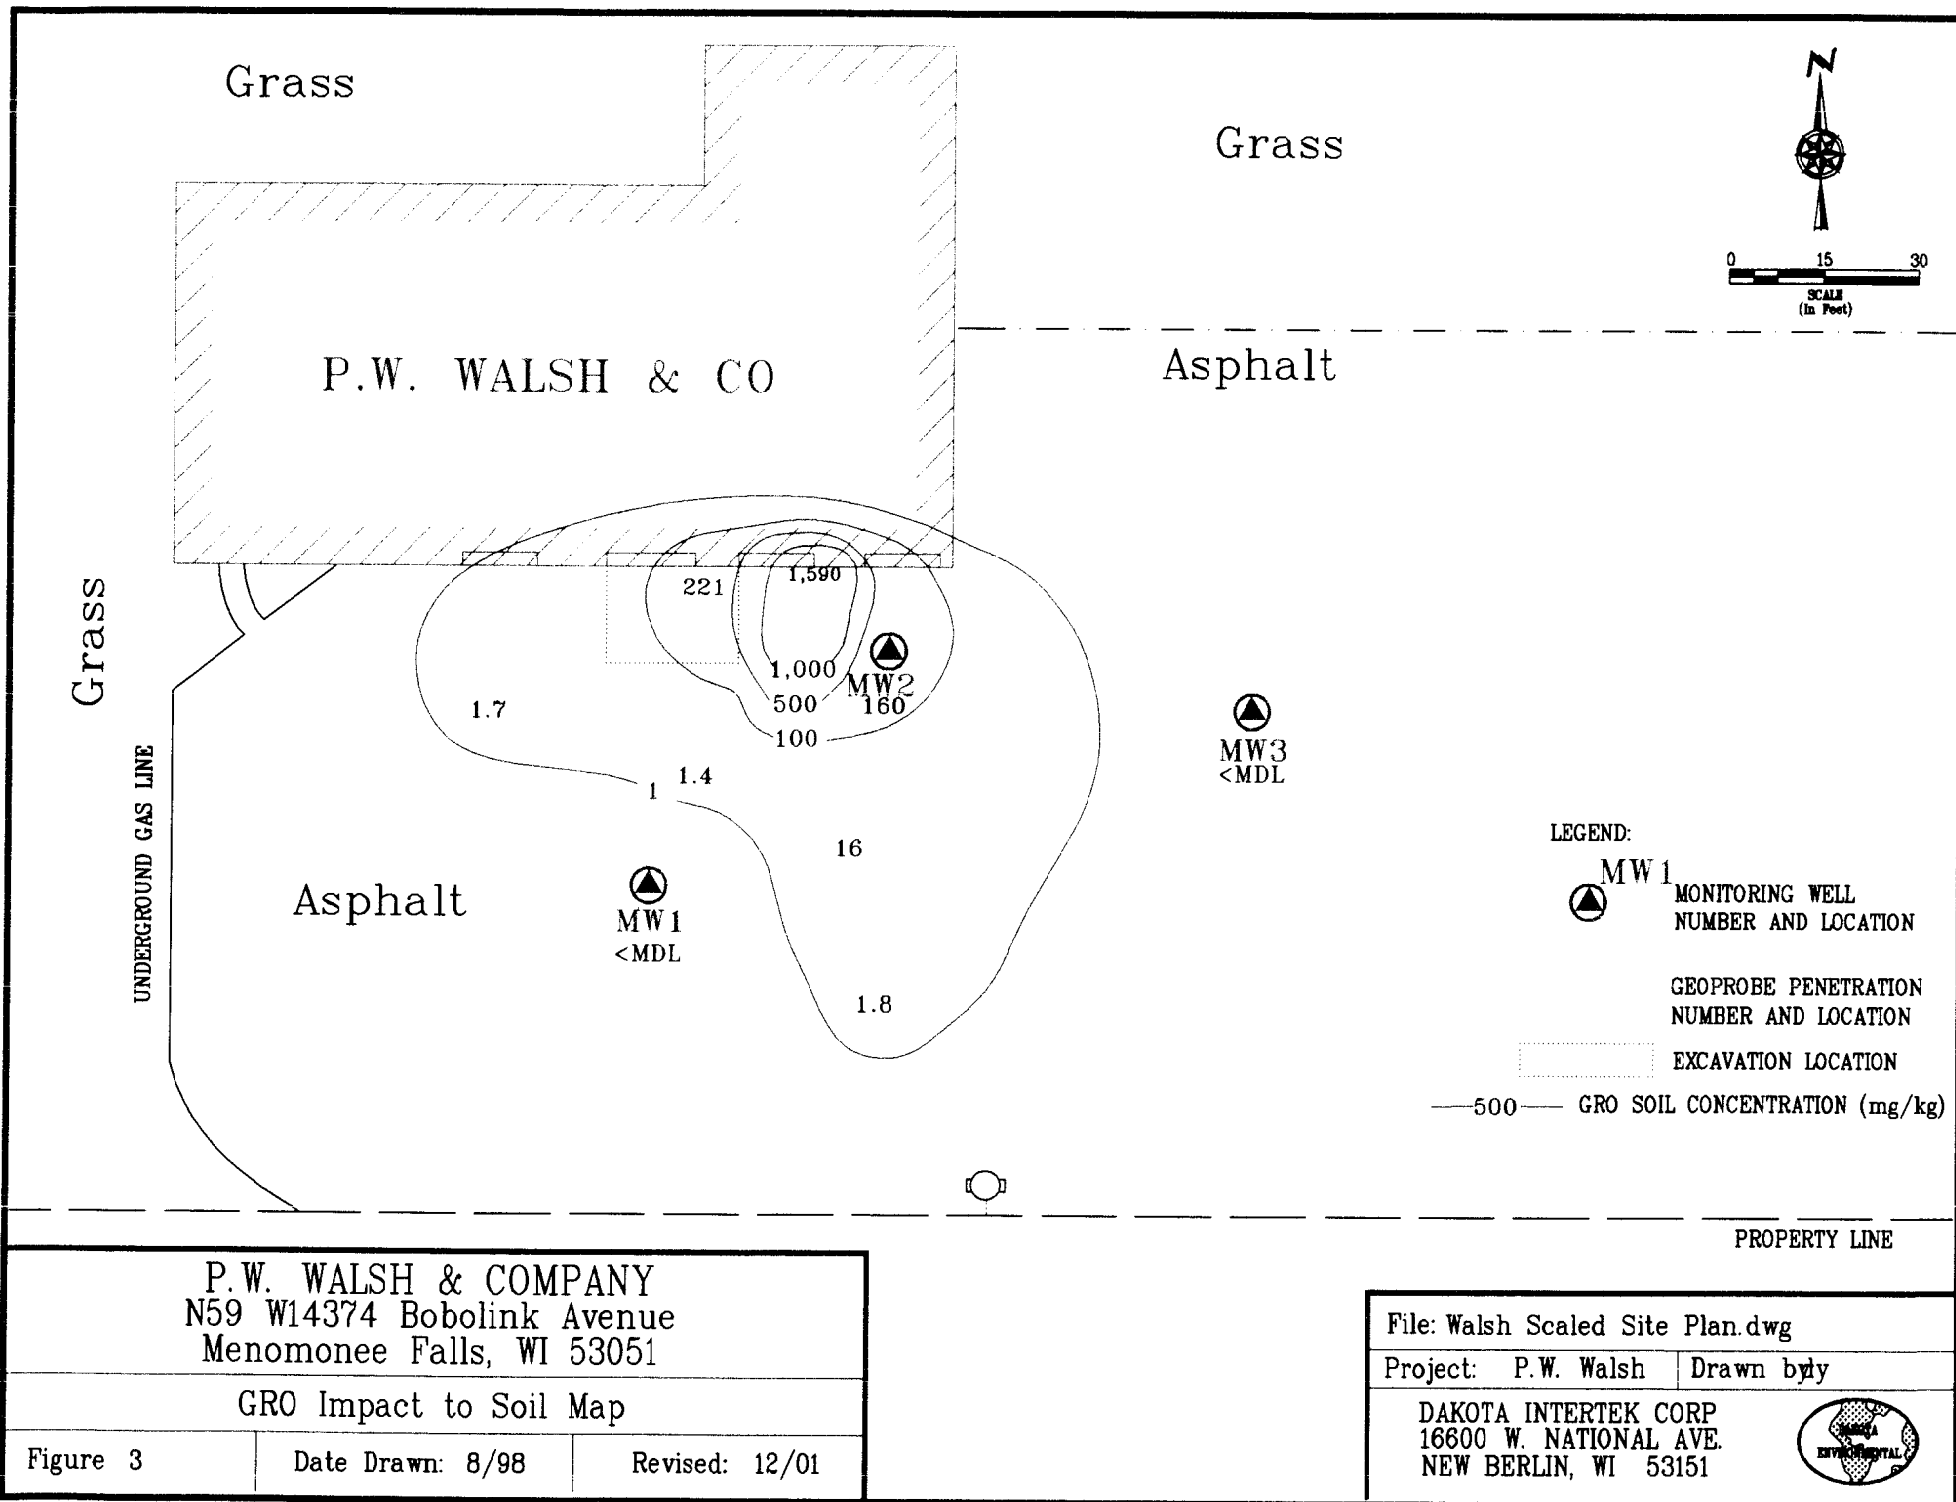 N
Grass
Grass
0 15 30
SCALE
(In Feet)
P.W. WALSH & CO
Asphalt
221
1,590
Grass
1,000
MW2
500
160
1.7
100
MW3
<MDL
1.4
1
UNDERGROUND GAS LINE
16
LEGEND:
MW1
MONITORING WELL
NUMBER AND LOCATION
Asphalt
MW1
<MDL
1.8
GEOPROBE PENETRATION
NUMBER AND LOCATION
EXCAVATION LOCATION
500 GRO SOIL CONCENTRATION (mg/kg)
PROPERTY LINE
P.W. WALSH & COMPANY
N59 W14374 Bobolink Avenue
Menomonee Falls, WI 53051
GRO Impact to Soil Map
Figure 3
Date Drawn: 8/98
Revised: 12/01
File: Walsh Scaled Site Plan.dwg
Project: P.W. Walsh
Drawn by
DAKOTA INTERTEK CORP
16600 W. NATIONAL AVE.
NEW BERLIN, WI 53151
DAKOTA
ENVIRONMENTAL